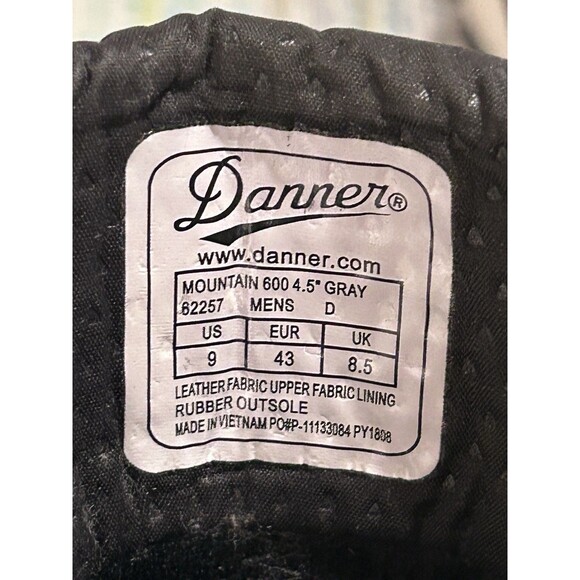 Danner®
www.danner.com
MOUNTAIN 600 4.5" GRAY
62257 MENS D
US EUR UK
9 43 8.5
LEATHER FABRIC UPPER FABRIC LINING
RUBBER OUTSOLE
MADE IN VIETNAM PO#P-11133084 PY1808